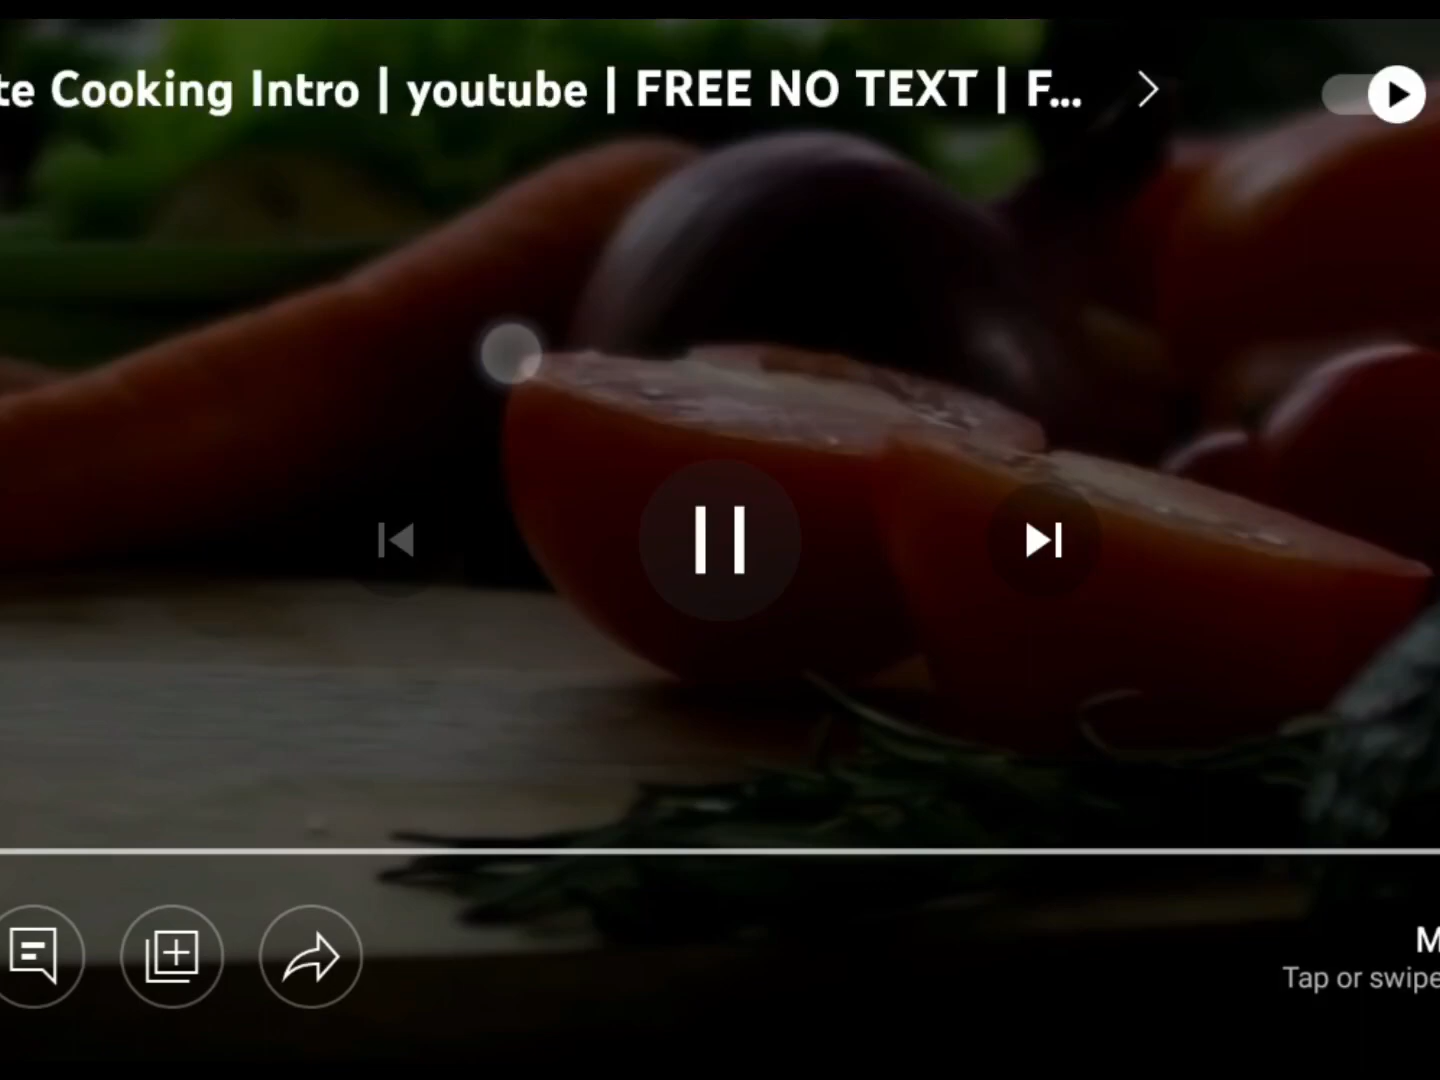 te Cooking Intro | youtube | FREE NO TEXT | F...
M
Tap or swipe